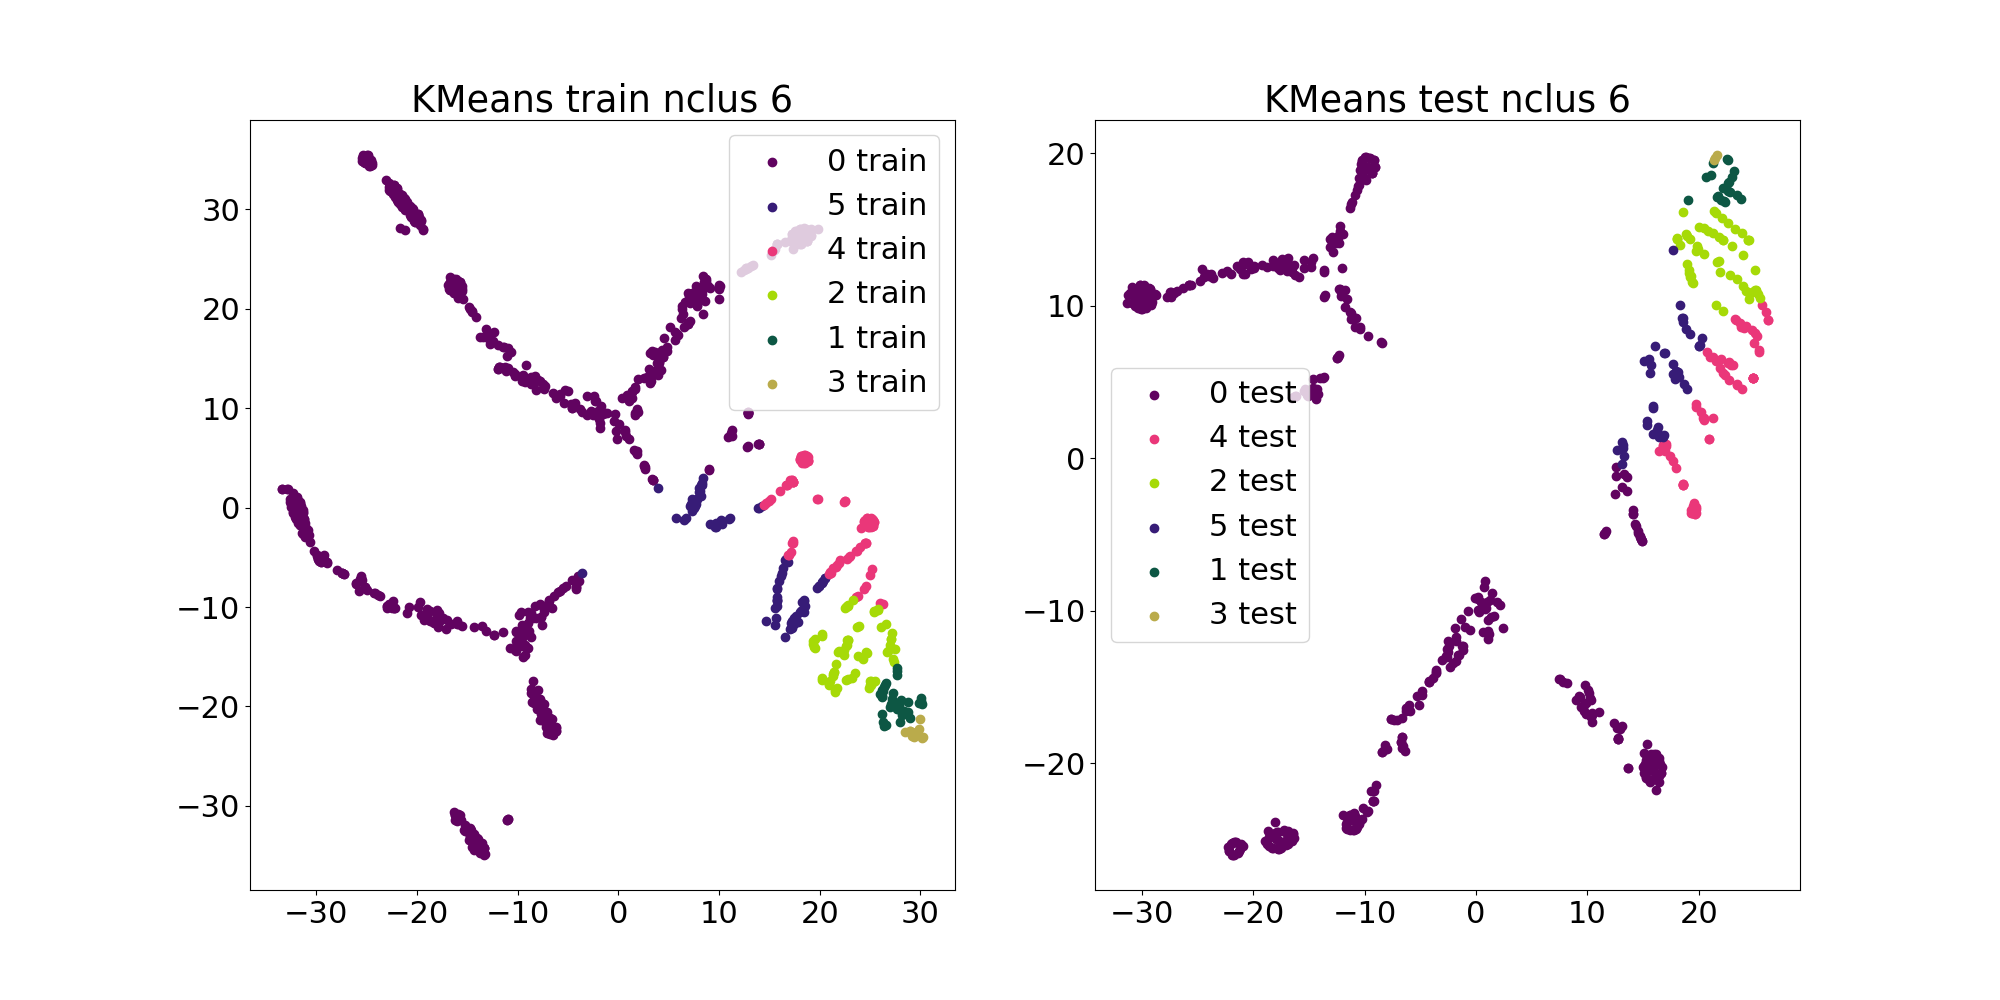 KMeans train nclus 6
0 train
5 train
4 train
2 train
1 train
3 train
30
20
10
0
−10
−20
−30
−30 −20 −10 0 10 20 30
KMeans test nclus 6
0 test
4 test
2 test
5 test
1 test
3 test
20
10
0
−10
−20
−30 −20 −10 0 10 20